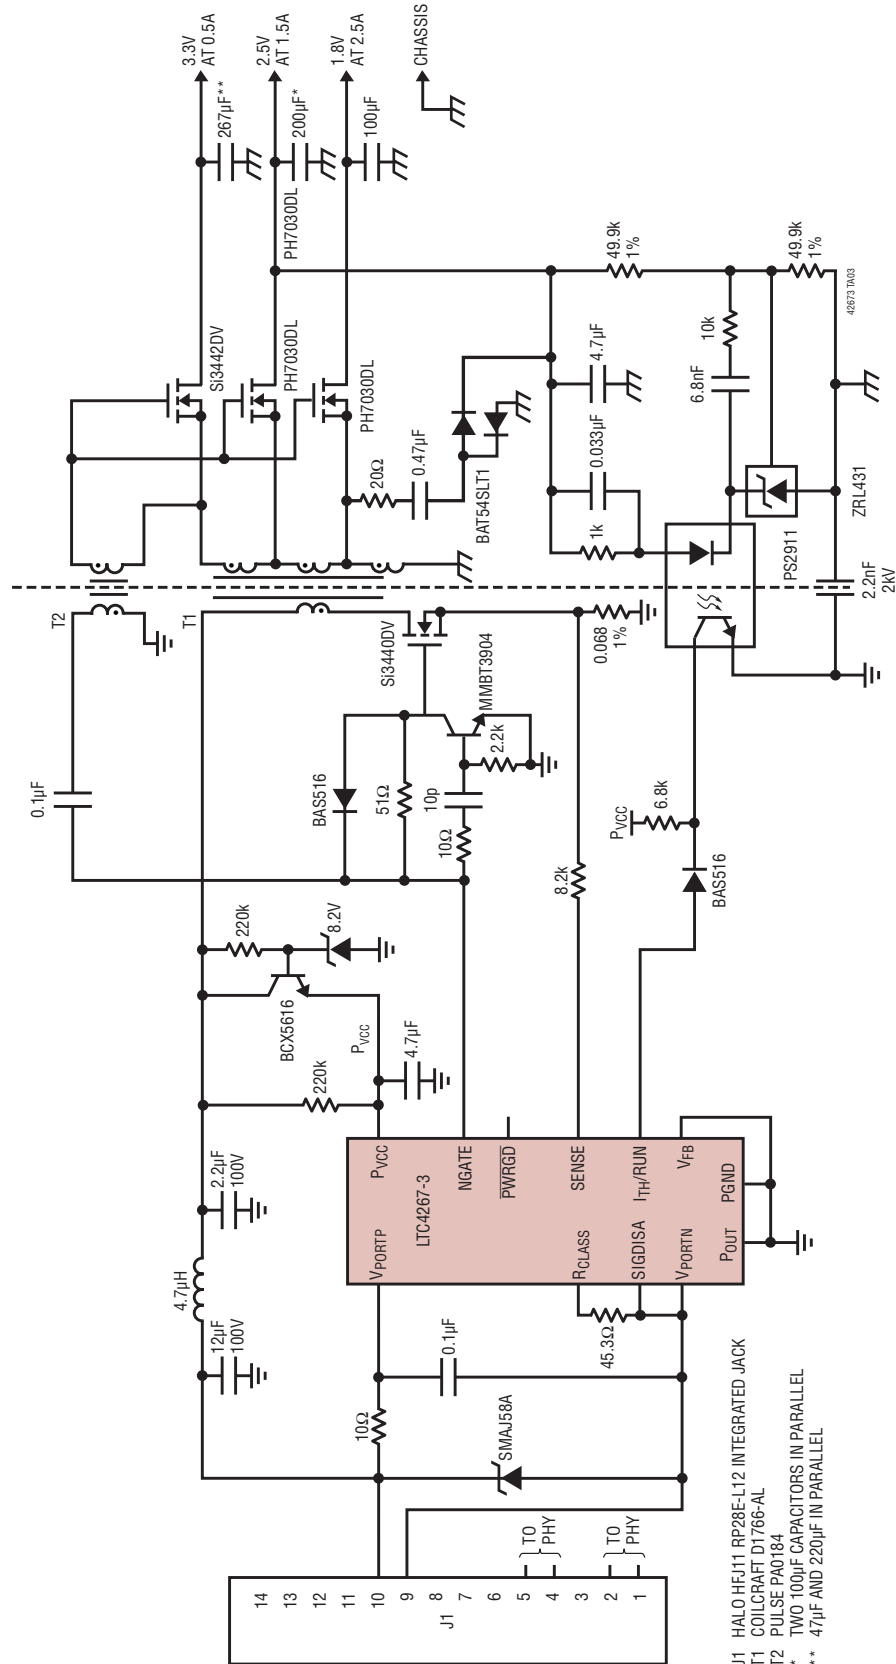 3.3V
AT 0.5A
2.5V
AT 1.5A
1.8V
AT 2.5A
CHASSIS
267µF**
200µF*
100µF
PH7030DL
Si3442DV
PH7030DL
PH7030DL
20Ω
0.47µF
BAT54SLT1
4.7µF
0.033µF
1k
49.9k
1%
49.9k
1%
10k
6.8nF
ZRL431
PS2911
2.2nF
2kV
42673 TA03
T2
T1
Si3440DV
MMBT3904
0.068
1%
2.2k
0.1µF
BAS516
51Ω
10p
10Ω
8.2k
PVCC
6.8k
BAS516
220k
8.2V
BCX5616
PVCC
4.7µF
220k
2.2µF
100V
4.7µH
12µF
100V
LTC4267-3
VPORTP
PVCC
NGATE
PWRGD
SENSE
ITH/RUN
VFB
PGND
POUT
RCLASS
SIGDISA
VPORTN
45.3Ω
0.1µF
10Ω
SMAJ58A
14
13
12
11
10
9
8
7
6
5
4
3
2
1
J1
TO
PHY
TO
PHY
J1 HALO HFJ11 RP28E-L12 INTEGRATED JACK
T1 COILCRAFT D1766-AL
T2 PULSE PA0184
* TWO 100µF CAPACITORS IN PARALLEL
** 47µF AND 220µF IN PARALLEL